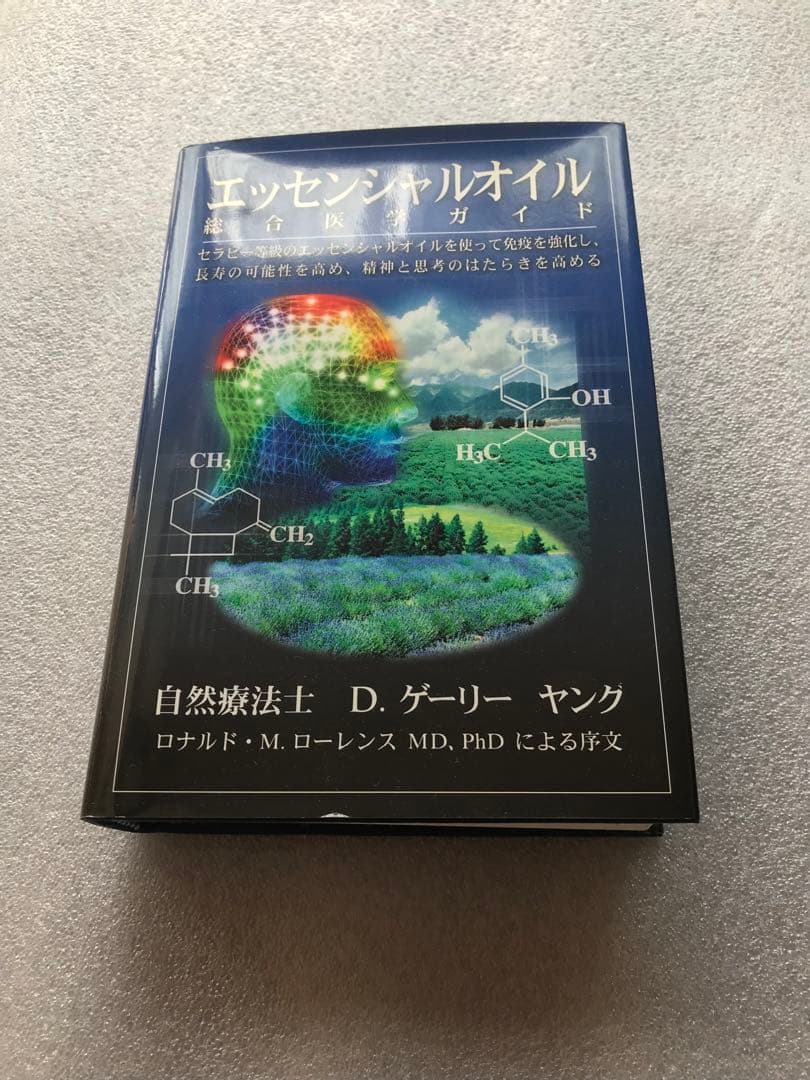 エッセンシャルオイル
総合医学ガイド
セラピー等級のエッセンシャルオイルを使って免疫を強化し、
長寿の可能性を高め、精神と思考のはたらきを高める
CH3
OH
H3C
CH3
CH3
CH2
CH3
自然療法士 D. ゲーリー ヤング
ロナルド・M. ローレンス MD、PhD による序文